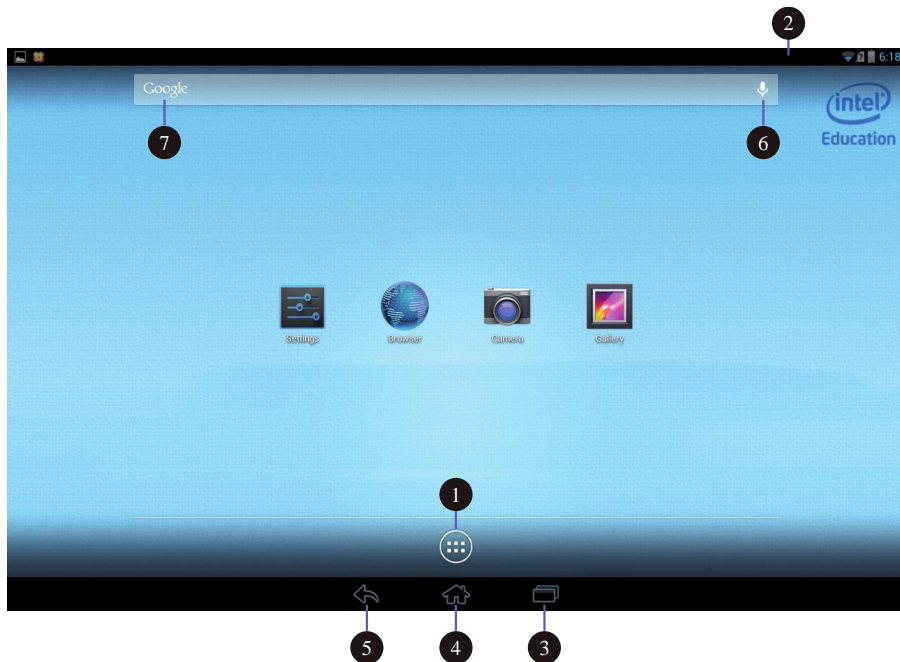 2
6:18
Google
intel
Education
7
6
Settings
Browser
Camera
Gallery
1
5
4
3